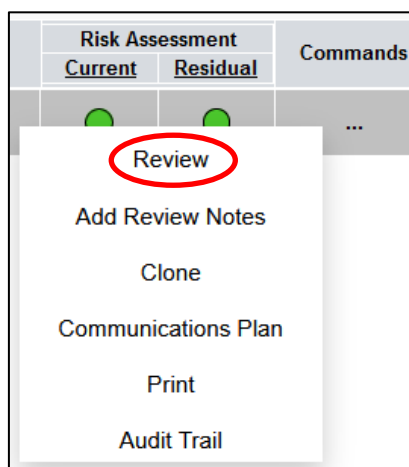 Risk Assessment
Commands
Current Residual
...
Review
Add Review Notes
Clone
Communications Plan
Print
Audit Trail